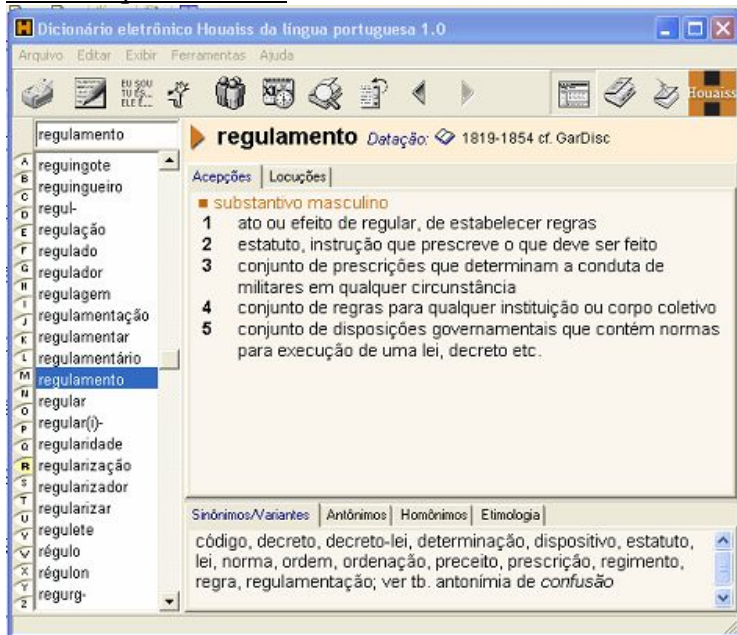 Dicionário eletrônico Houaiss da língua portuguesa 1.0
Arquivo Editar Exibir Ferramentas Ajuda
EU SOU
TU ÉS..
ELE É...
Houaiss
regulamento
reguingote
reguingueiro
regul-
regulação
regulado
regulador
regulagem
regulamentação
regulamentar
regulamentário
regulamento
regular
regular(i)-
regularidade
regularização
regularizador
regularizar
regulete
régulo
régulon
regurg-
A
B
C
D
E
F
G
H
I
J
K
L
M
N
O
P
Q
R
S
T
U
V
X
Y
Z
regulamento Datação: 1819-1854 cf. GarDisc
Acepções Locuções
substantivo masculino
1 ato ou efeito de regular, de estabelecer regras
2 estatuto, instrução que prescreve o que deve ser feito
3 conjunto de prescrições que determinam a conduta de
militares em qualquer circunstância
4 conjunto de regras para qualquer instituição ou corpo coletivo
5 conjunto de disposições governamentais que contém normas
para execução de uma lei, decreto etc.
Sinônimos/Variantes Antônimos Homônimos Etimologia
código, decreto, decreto-lei, determinação, dispositivo, estatuto,
lei, norma, ordem, ordenação, preceito, prescrição, regimento,
regra, regulamentação; ver tb. antonímia de confusão